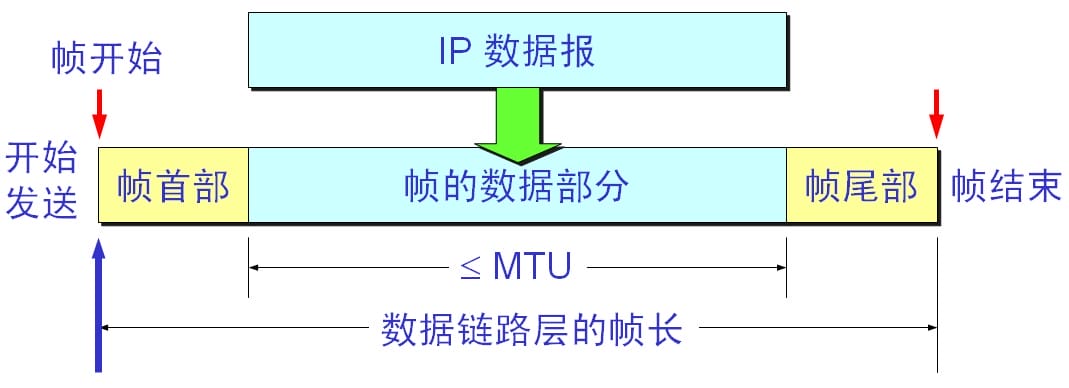 IP 数据报
帧开始
开始
发送
帧首部
帧的数据部分
帧尾部
帧结束
≤ MTU
数据链路层的帧长